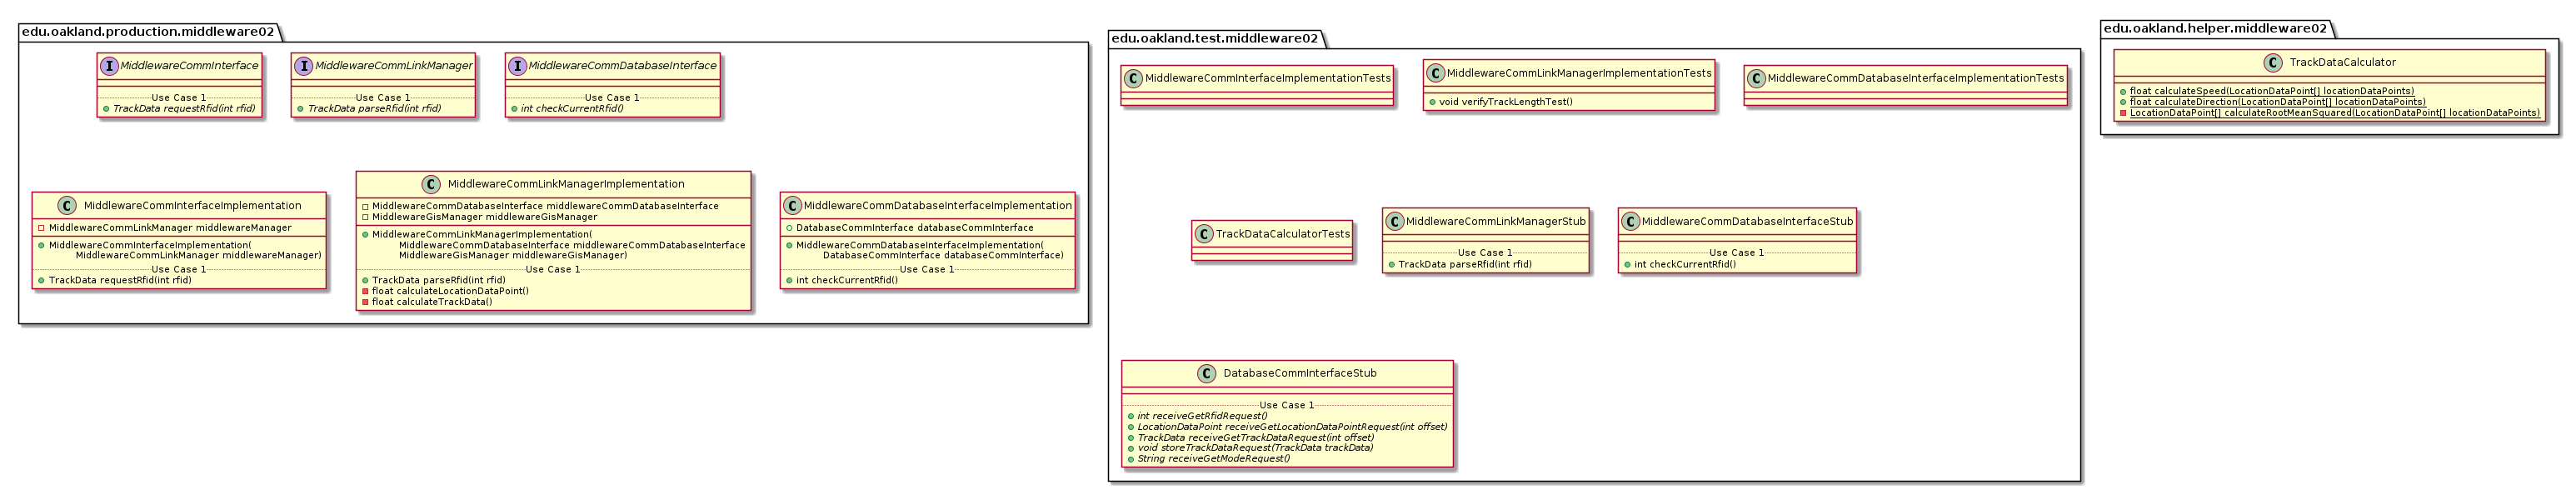 edu.oakland.production.middleware02
I MiddlewareCommInterface
Use Case 1
TrackData requestRfid(int rfid)
I MiddlewareCommLinkManager
Use Case 1
TrackData parseRfid(int rfid)
I MiddlewareCommDatabaseInterface
Use Case 1
int checkCurrentRfid()
C MiddlewareCommInterfaceImplementation
MiddlewareCommLinkManager middlewareManager
MiddlewareCommInterfaceImplementation(
MiddlewareCommLinkManager middlewareManager)
Use Case 1
TrackData requestRfid(int rfid)
C MiddlewareCommLinkManagerImplementation
MiddlewareCommDatabaseInterface middlewareCommDatabaseInterface
MiddlewareGisManager middlewareGisManager
MiddlewareCommLinkManagerImplementation(
MiddlewareCommDatabaseInterface middlewareCommDatabaseInterface
MiddlewareGisManager middlewareGisManager)
Use Case 1
TrackData parseRfid(int rfid)
float calculateLocationDataPoint()
float calculateTrackData()
C MiddlewareCommDatabaseInterfaceImplementation
DatabaseCommInterface databaseCommInterface
MiddlewareCommDatabaseInterfaceImplementation(
DatabaseCommInterface databaseCommInterface)
Use Case 1
int checkCurrentRfid()
edu.oakland.test.middleware02
C MiddlewareCommInterfaceImplementationTests
C MiddlewareCommLinkManagerImplementationTests
void verifyTrackLengthTest()
C MiddlewareCommDatabaseInterfaceImplementationTests
C TrackDataCalculatorTests
C MiddlewareCommLinkManagerStub
Use Case 1
TrackData parseRfid(int rfid)
C MiddlewareCommDatabaseInterfaceStub
Use Case 1
int checkCurrentRfid()
C DatabaseCommInterfaceStub
Use Case 1
int receiveGetRfidRequest()
LocationDataPoint receiveGetLocationDataPointRequest(int offset)
TrackData receiveGetTrackDataRequest(int offset)
void storeTrackDataRequest(TrackData trackData)
String receiveGetModeRequest()
edu.oakland.helper.middleware02
C TrackDataCalculator
float calculateSpeed(LocationDataPoint[] locationDataPoints)
float calculateDirection(LocationDataPoint[] locationDataPoints)
LocationDataPoint[] calculateRootMeanSquared(LocationDataPoint[] locationDataPoints)